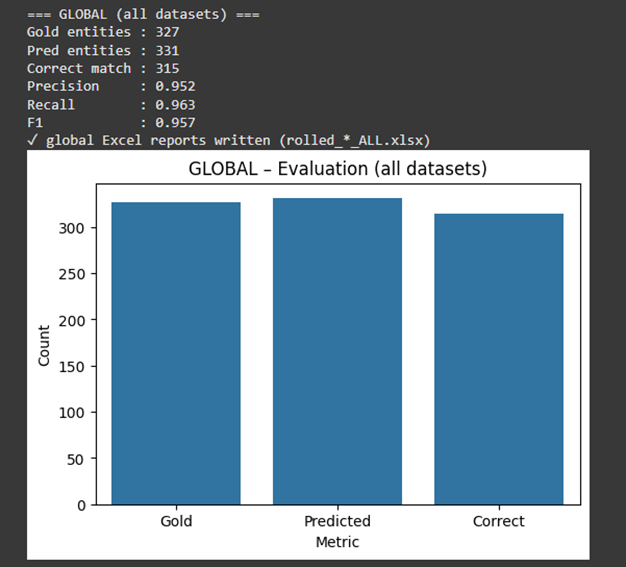 === GLOBAL (all datasets) ===
Gold entities : 327
Pred entities : 331
Correct match : 315
Precision     : 0.952
Recall        : 0.963
F1            : 0.957
✓ global Excel reports written (rolled_*_ALL.xlsx)
GLOBAL – Evaluation (all datasets)
300
250
200
150
100
50
0
Count
Gold Predicted Correct
Metric